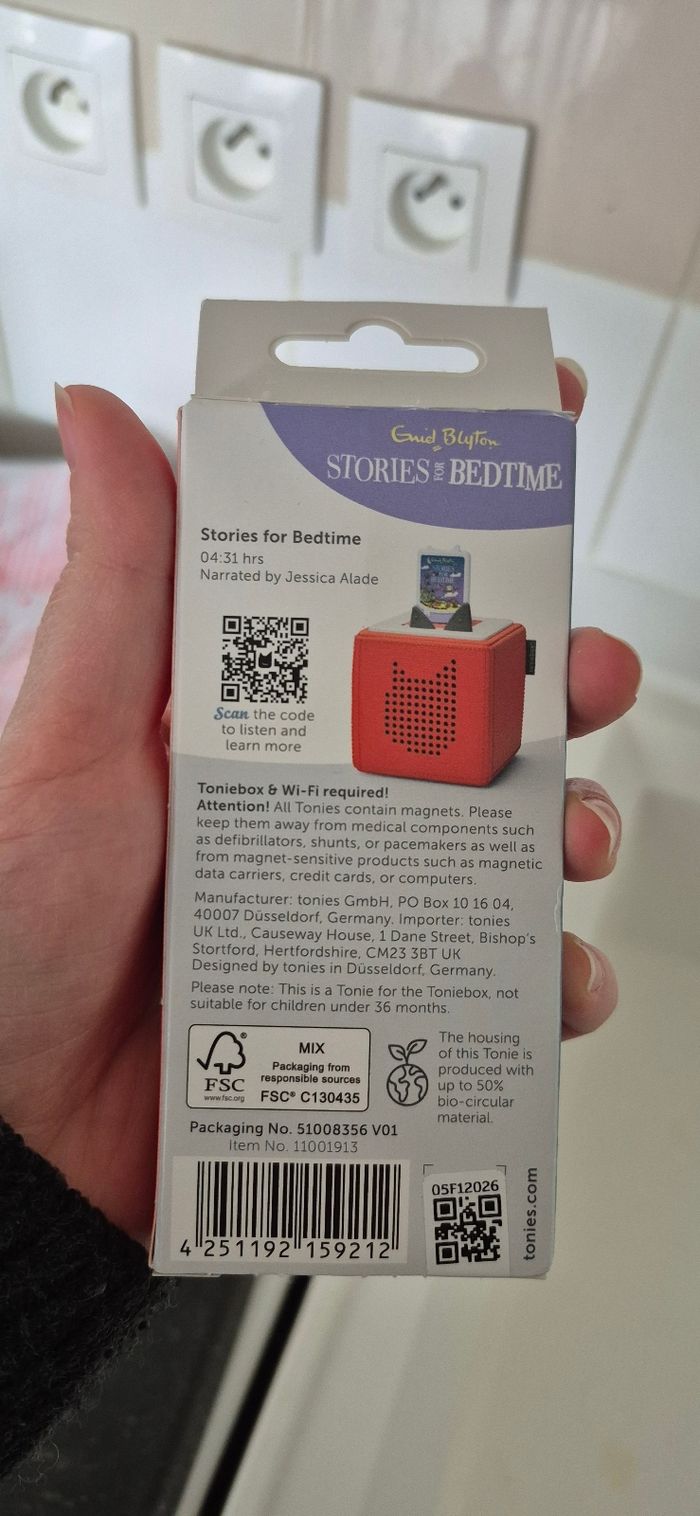 Enid Blyton
STORIES FOR BEDTIME
Stories for Bedtime
04:31 hrs
Narrated by Jessica Alade
Enid Blyton
STORIES
FOR
BEDTIME
Scan the code
to listen and
learn more
Toniebox & Wi-Fi required!
Attention! All Tonies contain magnets. Please
keep them away from medical components such
as defibrillators, shunts, or pacemakers as well as
from magnet-sensitive products such as magnetic
data carriers, credit cards, or computers.
Manufacturer: tonies GmbH, PO Box 10 16 04,
40007 Düsseldorf, Germany. Importer: tonies
UK Ltd., Causeway House, 1 Dane Street, Bishop's
Stortford, Hertfordshire, CM23 3BT UK
Designed by tonies in Düsseldorf, Germany.
Please note: This is a Tonie for the Toniebox, not
suitable for children under 36 months.
FSC
www.fsc.org
MIX
Packaging from
responsible sources
FSC® C130435
The housing
of this Tonie is
produced with
up to 50%
bio-circular
material.
Packaging No. 51008356 V01
Item No. 11001913
4 251192 159212
05F12026
tonies.com